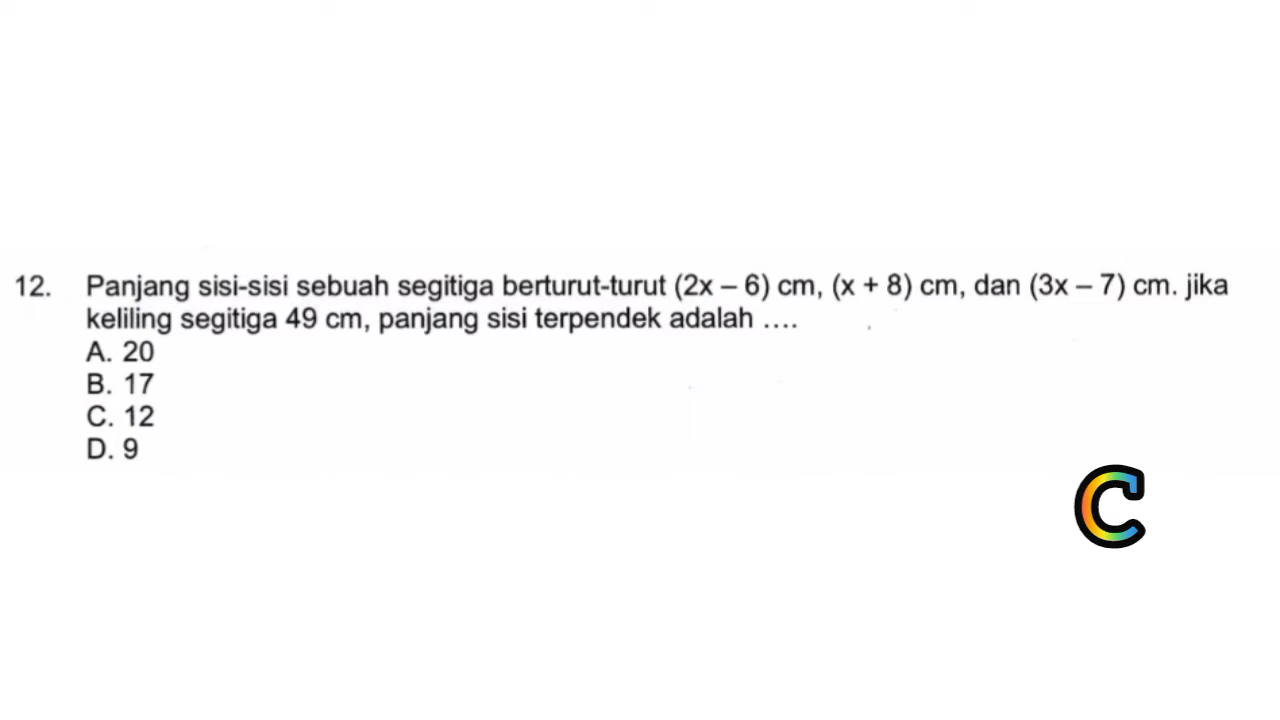 12. Panjang sisi-sisi sebuah segitiga berturut-turut (2x – 6) cm, (x + 8) cm, dan (3x – 7) cm. jika
keliling segitiga 49 cm, panjang sisi terpendek adalah ....
A. 20
B. 17
C. 12
D. 9
C